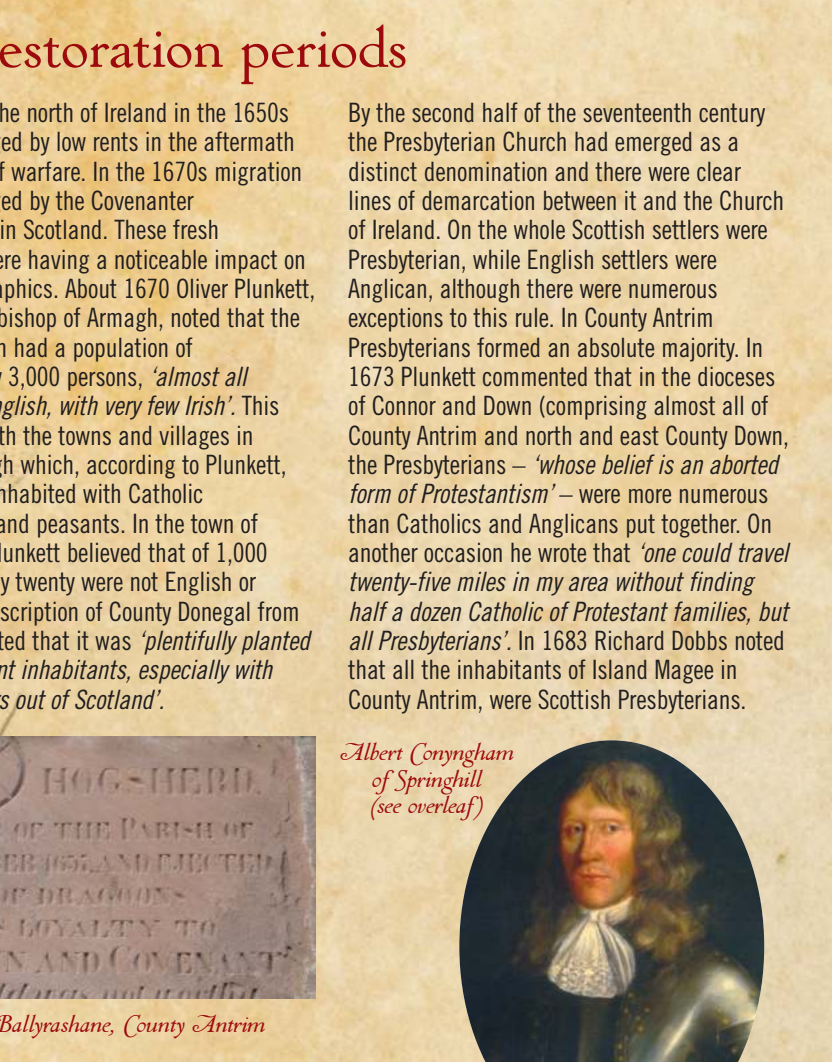 estoration periods
he north of Ireland in the 1650s
ed by low rents in the aftermath
f warfare. In the 1670s migration
ed by the Covenanter
in Scotland. These fresh
ere having a noticeable impact on
aphics. About 1670 Oliver Plunkett,
bishop of Armagh, noted that the
n had a population of
y 3,000 persons, ‘almost all
nglish, with very few Irish’. This
th the towns and villages in
gh which, according to Plunkett,
nhabited with Catholic
and peasants. In the town of
lunkett believed that of 1,000
y twenty were not English or
scription of County Donegal from
ted that it was ‘plentifully planted
nt inhabitants, especially with
s out of Scotland’.
By the second half of the seventeenth century
the Presbyterian Church had emerged as a
distinct denomination and there were clear
lines of demarcation between it and the Church
of Ireland. On the whole Scottish settlers were
Presbyterian, while English settlers were
Anglican, although there were numerous
exceptions to this rule. In County Antrim
Presbyterians formed an absolute majority. In
1673 Plunkett commented that in the dioceses
of Connor and Down (comprising almost all of
County Antrim and north and east County Down,
the Presbyterians – ‘whose belief is an aborted
form of Protestantism’ – were more numerous
than Catholics and Anglicans put together. On
another occasion he wrote that ‘one could travel
twenty-five miles in my area without finding
half a dozen Catholic of Protestant families, but
all Presbyterians’. In 1683 Richard Dobbs noted
that all the inhabitants of Island Magee in
County Antrim, were Scottish Presbyterians.
HOGSHERD
OF THE PARISH OF
AND EJECTED
OF DRAGOONS
LOYALTY TO
N AND COVENANT
Ballyrashane, County Antrim
Albert Conyngham
of Springhill
(see overleaf)